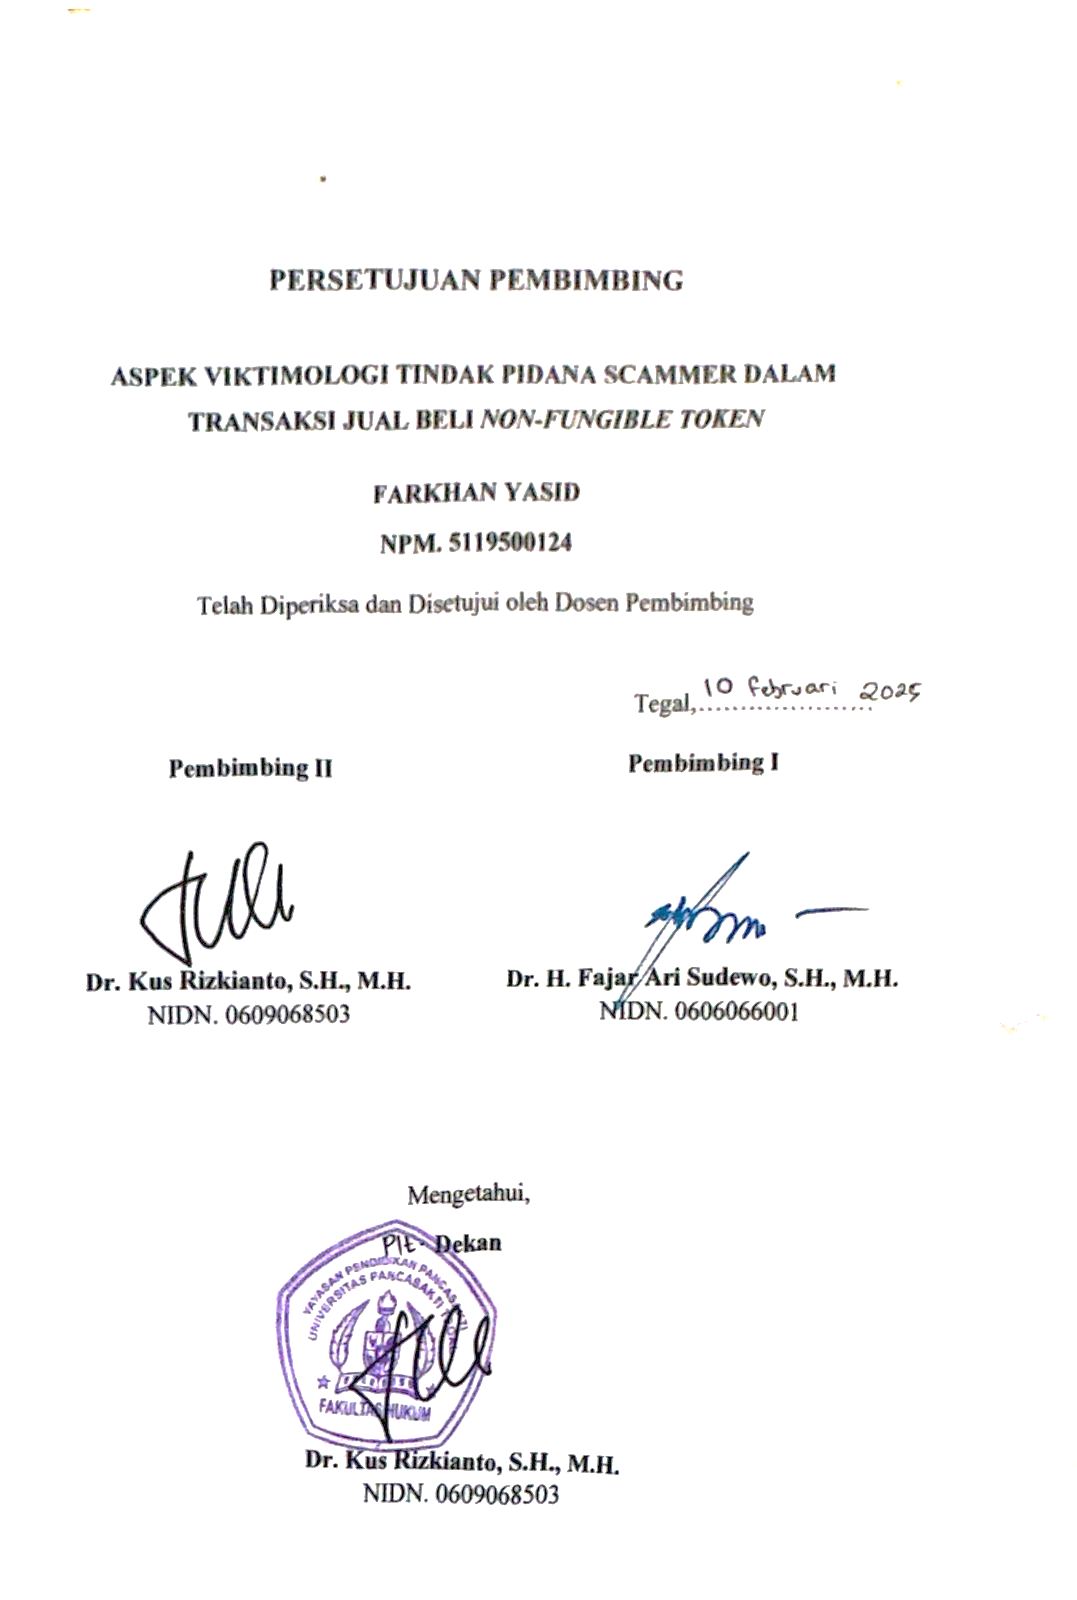 PERSETUJUAN PEMBIMBING
ASPEK VIKTIMOLOGI TINDAK PIDANA SCAMMER DALAM
TRANSAKSI JUAL BELI NON-FUNGIBLE TOKEN
FARKHAN YASID
NPM. 5119500124
Telah Diperiksa dan Disetujui oleh Dosen Pembimbing
Tegal, 10 Februari 2025
Pembimbing II
Pembimbing I
Dr. Kus Rizkianto, S.H., M.H.
NIDN. 0609068503
Dr. H. Fajar Ari Sudewo, S.H., M.H.
NIDN. 0606066001
Mengetahui,
Plt. Dekan
YAYASAN PENDIDIKAN PANCASAKTI
UNIVERSITAS PANCASAKTI
FAKULTAS HUKUM
Dr. Kus Rizkianto, S.H., M.H.
NIDN. 0609068503